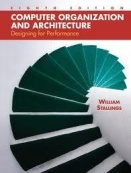 EIGHTH EDITION
COMPUTER ORGANIZATION
AND ARCHITECTURE
Designing for Performance
WILLIAM
STALLINGS